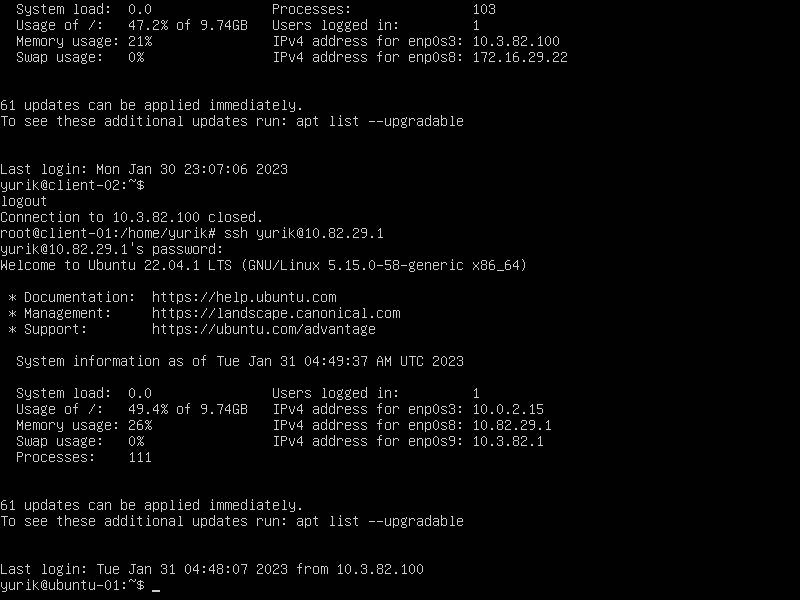 System load:  0.0                Processes:               103
Usage of /:   47.2% of 9.74GB   Users logged in:         1
Memory usage: 21%               IPv4 address for enp0s3: 10.3.82.100
Swap usage:   0%                IPv4 address for enp0s8: 172.16.29.22
61 updates can be applied immediately.
To see these additional updates run: apt list --upgradable
Last login: Mon Jan 30 23:07:06 2023
yurik@client-02:~$
logout
Connection to 10.3.82.100 closed.
root@client-01:/home/yurik# ssh yurik@10.82.29.1
yurik@10.82.29.1's password:
Welcome to Ubuntu 22.04.1 LTS (GNU/Linux 5.15.0-58-generic x86_64)
* Documentation:  https://help.ubuntu.com
* Management:     https://landscape.canonical.com
* Support:        https://ubuntu.com/advantage
System information as of Tue Jan 31 04:49:37 AM UTC 2023
System load:  0.0               Users logged in:         1
Usage of /:   49.4% of 9.74GB   IPv4 address for enp0s3: 10.0.2.15
Memory usage: 26%               IPv4 address for enp0s8: 10.82.29.1
Swap usage:   0%                IPv4 address for enp0s9: 10.3.82.1
Processes:    111
61 updates can be applied immediately.
To see these additional updates run: apt list --upgradable
Last login: Tue Jan 31 04:48:07 2023 from 10.3.82.100
yurik@ubuntu-01:~$ _